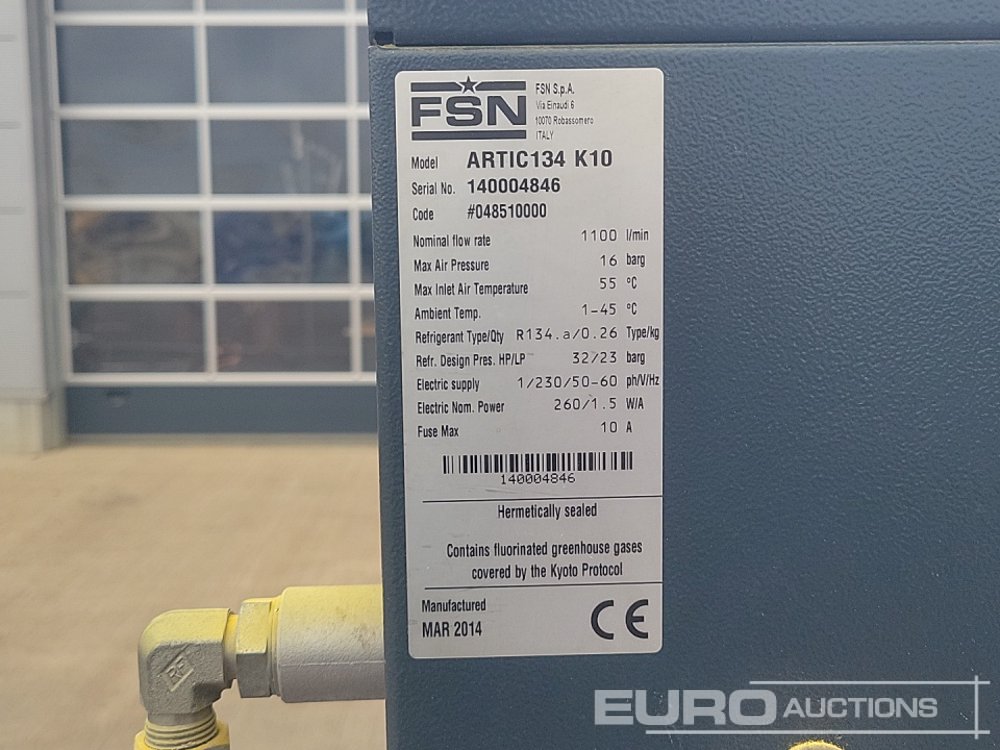 FSN
FSN S.p.A.
Via Einaudi 6
10070 Robassomero
ITALY
Model ARTIC134 K10
Serial No. 140004846
Code #048510000
Nominal flow rate 1100 l/min
Max Air Pressure 16 barg
Max Inlet Air Temperature 55 °C
Ambient Temp. 1-45 °C
Refrigerant Type/Qty R134.a/0.26 Type/kg
Refr. Design Pres. HP/LP 32/23 barg
Electric supply 1/230/50-60 ph/V/Hz
Electric Nom. Power 260/1.5 W/A
Fuse Max 10 A
140004846
Hermetically sealed
Contains fluorinated greenhouse gases
covered by the Kyoto Protocol
Manufactured
MAR 2014
CE
RF
EURO AUCTIONS